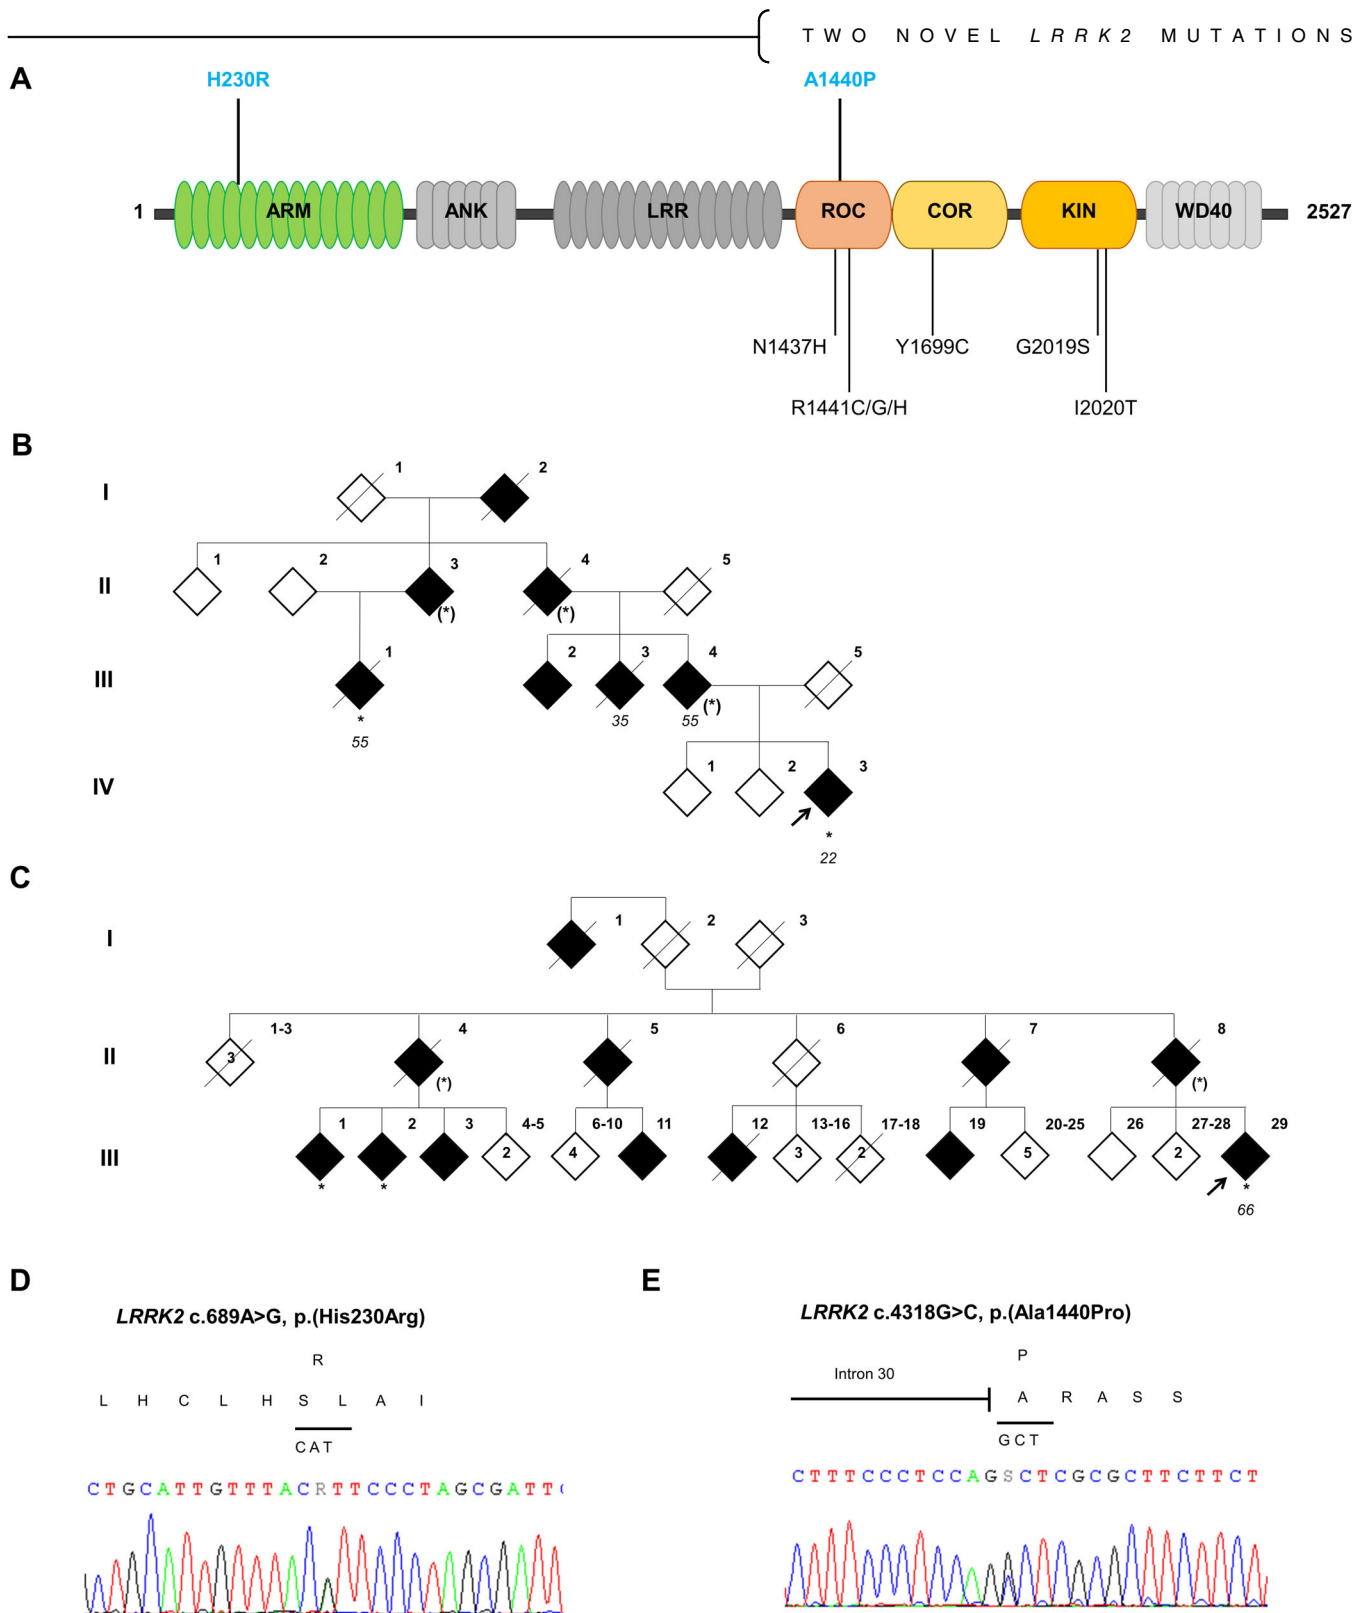 TWO NOVEL LRRK2 MUTATIONS
A
H230R A1440P
1 ARM ANK LRR ROC COR KIN WD40 2527
N1437H Y1699C G2019S
R1441C/G/H I2020T
B
1 2
I
1 2 3 4 5
II
(*) (*)
1 2 3 4 5
III
* 35 55 (*)
55
1 2 3
IV
*
22
C
1 2 3
I
1-3 4 5 6 7 8
II 3
(*) (*)
1 2 3 4-5 6-10 11 12 13-16 17-18 19 20-25 26 27-28 29
III 2 4 3 2 5 2
* * *
66
D
LRRK2 c.689A>G, p.(His230Arg)
R
L H C L H S L A I
CAT
CTGCATTGTTTACRTTCCCTAGCGATT
E
LRRK2 c.4318G>C, p.(Ala1440Pro)
P
Intron 30
A R A S S
GCT
CTTTCCCTCCAGSCTCGCGCTTCTTCT